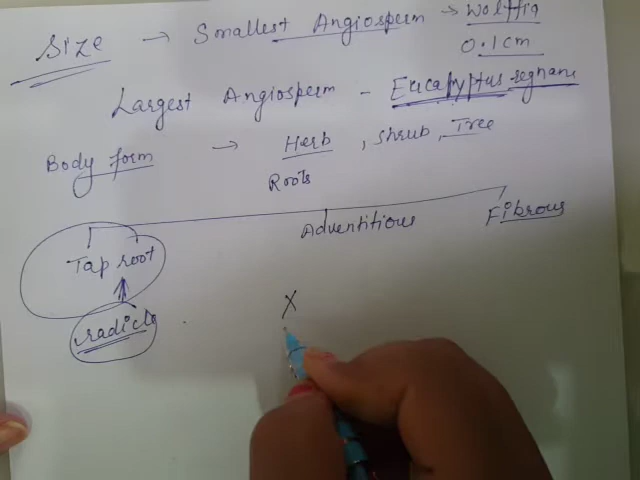 Size → Smallest Angiosperm → Wolffia
0.1cm
Largest Angiosperm - Eucapyptus regnans
Body form → Herb, Shrub, Tree
Roots
Tap root Adventitious Fibrous
radicle
X